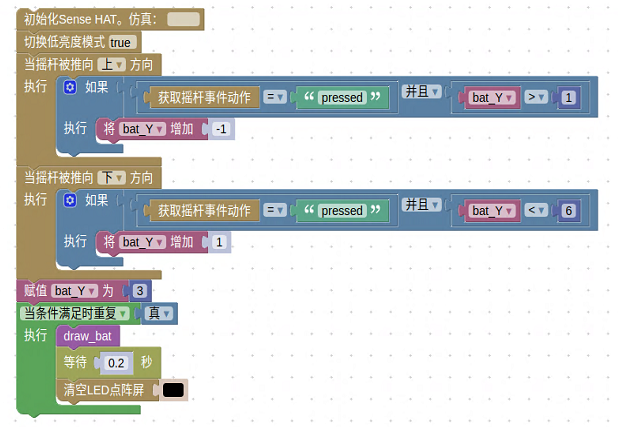 初始化Sense HAT。仿真：
切换低亮度模式 true
当摇杆被推向 上 方向
执行 如果 获取摇杆事件动作 = “ pressed ” 并且 bat_Y > 1
执行 将 bat_Y 增加 -1
当摇杆被推向 下 方向
执行 如果 获取摇杆事件动作 = “ pressed ” 并且 bat_Y < 6
执行 将 bat_Y 增加 1
赋值 bat_Y 为 3
当条件满足时重复 真
执行 draw_bat
等待 0.2 秒
清空LED点阵屏